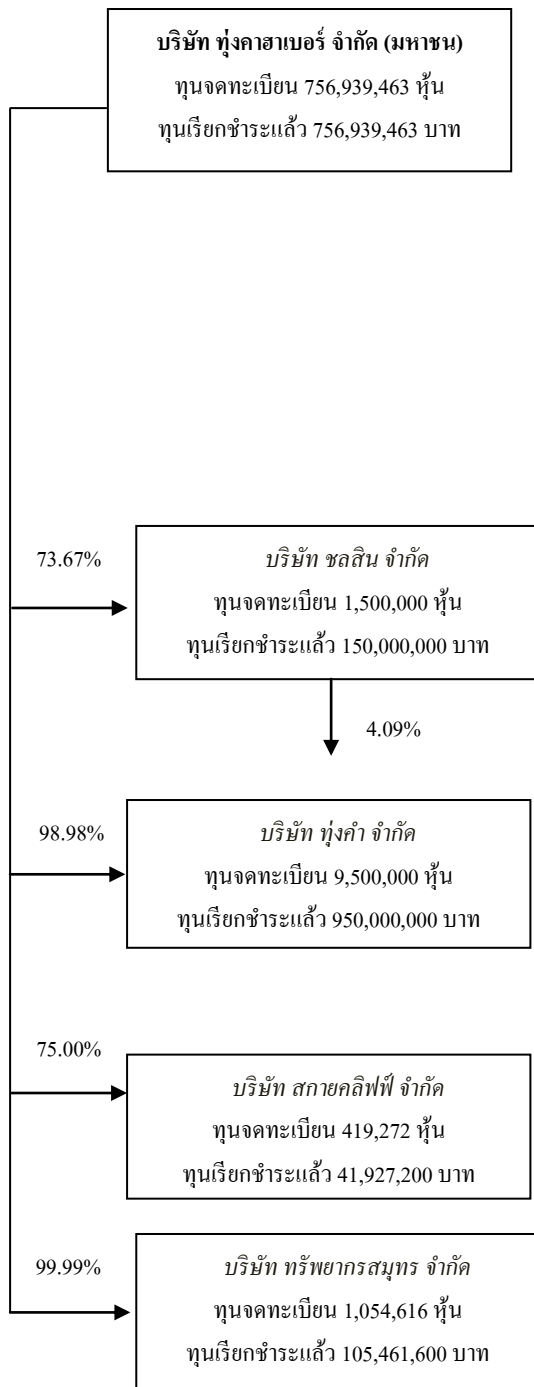 บริษัท ทุ่งคาฮาเบอร์ จำกัด (มหาชน)
ทุนจดทะเบียน 756,939,463 หุ้น
ทุนเรียกชำระแล้ว 756,939,463 บาท
73.67%
บริษัท ชลสิน จำกัด
ทุนจดทะเบียน 1,500,000 หุ้น
ทุนเรียกชำระแล้ว 150,000,000 บาท
4.09%
98.98%
บริษัท ทุ่งคำ จำกัด
ทุนจดทะเบียน 9,500,000 หุ้น
ทุนเรียกชำระแล้ว 950,000,000 บาท
75.00%
บริษัท สกายคลิฟฟ์ จำกัด
ทุนจดทะเบียน 419,272 หุ้น
ทุนเรียกชำระแล้ว 41,927,200 บาท
99.99%
บริษัท ทรัพยากรสมุทร จำกัด
ทุนจดทะเบียน 1,054,616 หุ้น
ทุนเรียกชำระแล้ว 105,461,600 บาท